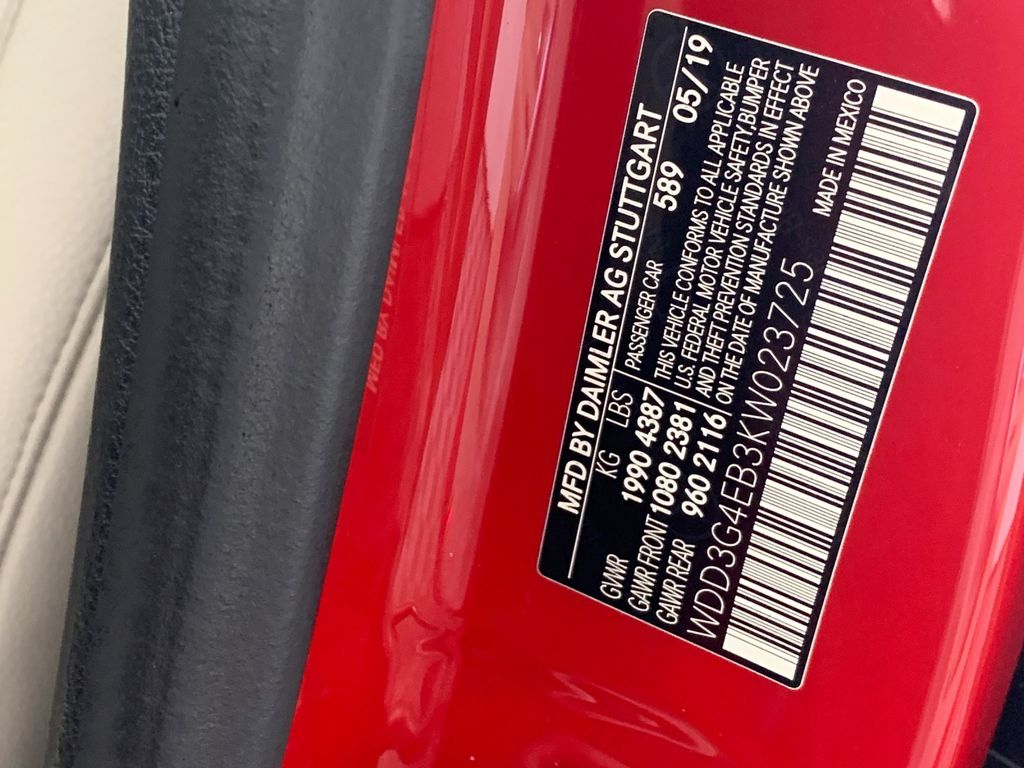 MFD BY DAIMLER AG STUTTGART
KG LBS PASSENGER CAR 589 05/19
GVWR 1990 4387 THIS VEHICLE CONFORMS TO ALL APPLICABLE
GAWR FRONT 1080 2381 U.S. FEDERAL MOTOR VEHICLE SAFETY, BUMPER
GAWR REAR 960 2116 AND THEFT PREVENTION STANDARDS IN EFFECT
ON THE DATE OF MANUFACTURE SHOWN ABOVE
WDD3G4EB3KW023725 MADE IN MEXICO